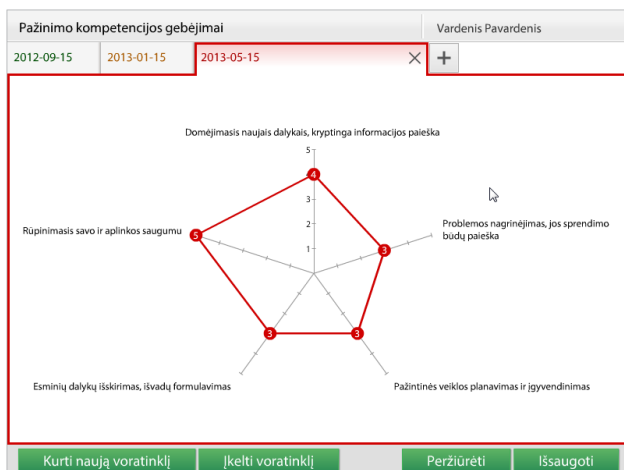 Pažinimo kompetencijos gebėjimai
Vardenis Pavardenis
2012-09-15
2013-01-15
2013-05-15
Domėjimasis naujais dalykais, kryptinga informacijos paieška
5
4
3
2
1
Problemos nagrinėjimas, jos sprendimo
būdų paieška
3
Rūpinimasis savo ir aplinkos saugumu
5
3
3
Esminių dalykų išskirimas, išvadų formulavimas
Pažintinės veiklos planavimas ir įgyvendinimas
Kurti naują voratinklį
Įkelti voratinklį
Peržiūrėti
Išsaugoti